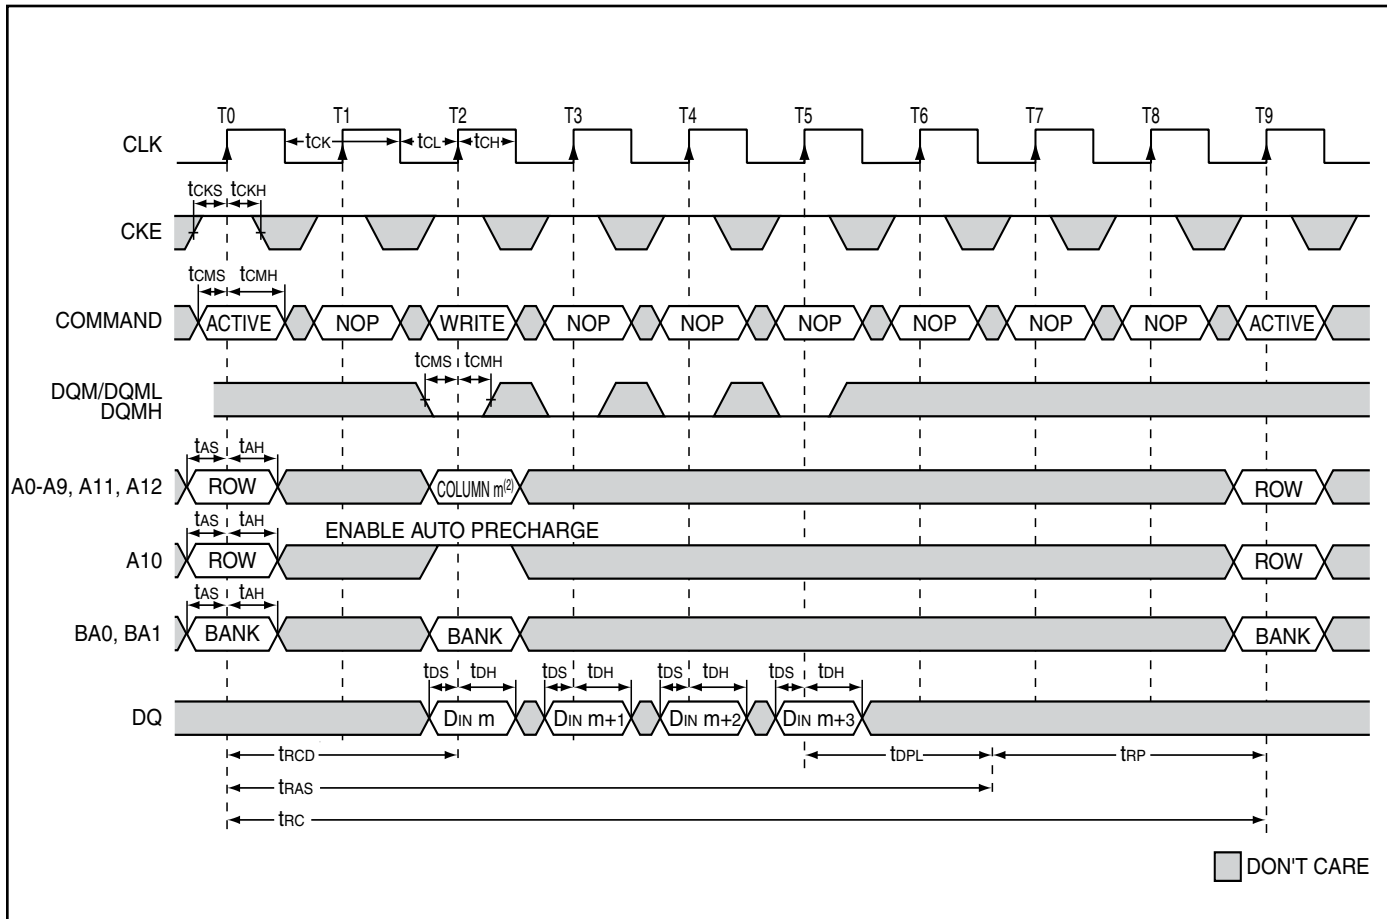 T0 T1 T2 T3 T4 T5 T6 T7 T8 T9
CLK tCK tCL tCH
tCKS tCKH
CKE
tCMS tCMH
COMMAND ACTIVE NOP WRITE NOP NOP NOP NOP NOP NOP ACTIVE
tCMS tCMH
DQM/DQML
DQMH
tAS tAH
A0-A9, A11, A12 ROW COLUMN m(2) ROW
tAS tAH ENABLE AUTO PRECHARGE
A10 ROW ROW
tAS tAH
BA0, BA1 BANK BANK BANK
tDS tDH tDS tDH tDS tDH tDS tDH
DQ DIN m DIN m+1 DIN m+2 DIN m+3
tRCD tDPL tRP
tRAS
tRC
DON'T CARE